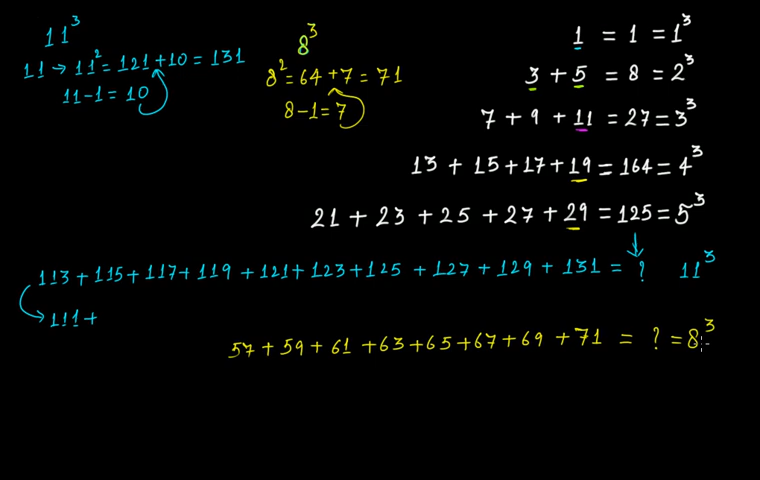 11³
11 → 11² = 121 + 10 = 131
11 - 1 = 10
8³
8² = 64 + 7 = 71
8 - 1 = 7
1 = 1 = 1³
3 + 5 = 8 = 2³
7 + 9 + 11 = 27 = 3³
13 + 15 + 17 + 19 = 164 = 4³
21 + 23 + 25 + 27 + 29 = 125 = 5³
113 + 115 + 117 + 119 + 121 + 123 + 125 + 127 + 129 + 131 = ? 11³
111 +
57 + 59 + 61 + 63 + 65 + 67 + 69 + 71 = ? = 8³